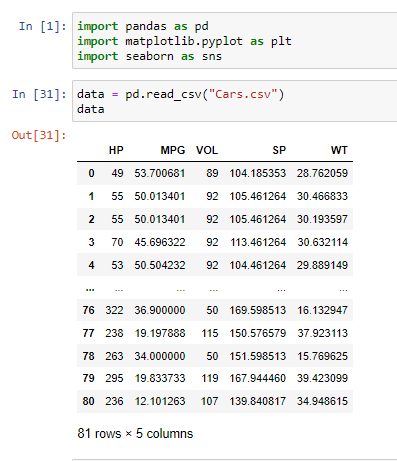 In [1]: import pandas as pd
import matplotlib.pyplot as plt
import seaborn as sns
In [31]: data = pd.read_csv("Cars.csv")
data
Out[31]:
HP MPG VOL SP WT
0 49 53.700681 89 104.185353 28.762059
1 55 50.013401 92 105.461264 30.466833
2 55 50.013401 92 105.461264 30.193597
3 70 45.696322 92 113.461264 30.632114
4 53 50.504232 92 104.461264 29.889149
... ... ... ... ... ...
76 322 36.900000 50 169.598513 16.132947
77 238 19.197888 115 150.576579 37.923113
78 263 34.000000 50 151.598513 15.769625
79 295 19.833733 119 167.944460 39.423099
80 236 12.101263 107 139.840817 34.948615
81 rows × 5 columns